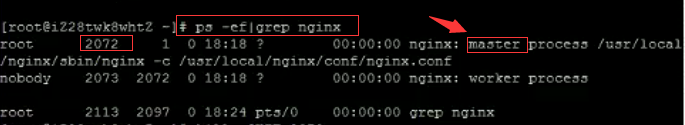 [root@iZ28twk8whtZ ~]# ps -ef|grep nginx
root 2072 1 0 18:18 ? 00:00:00 nginx: master process /usr/local
/nginx/sbin/nginx -c /usr/local/nginx/conf/nginx.conf
nobody 2073 2072 0 18:18 ? 00:00:00 nginx: worker process
root 2113 2097 0 18:24 pts/0 00:00:00 grep nginx